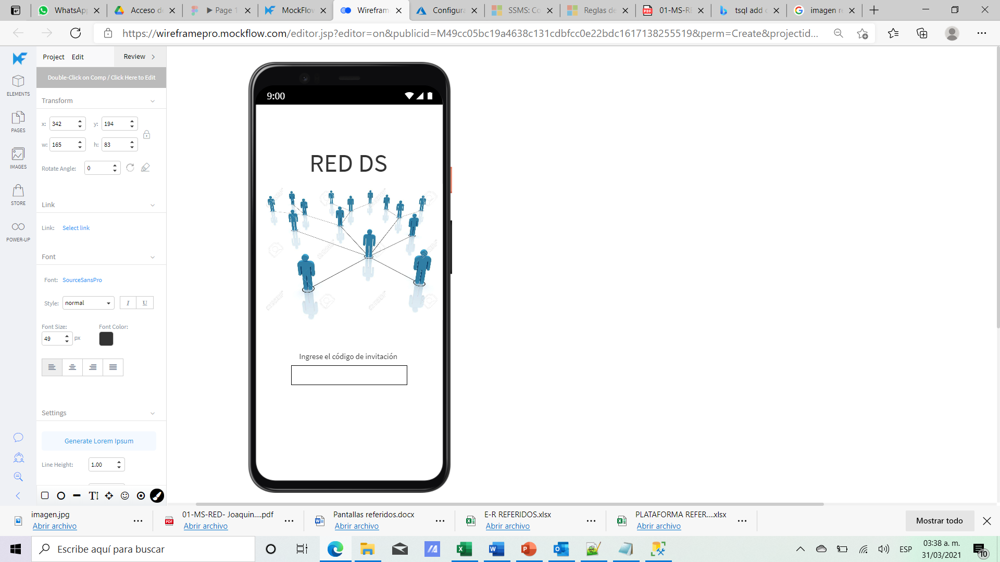 WhatsApp
Acceso de
Page 1
MockFlow
Wirefram
Configura
SSMS: Co
Reglas de
01-MS-RE
tsql add c
imagen re
https://wireframepro.mockflow.com/editor.jsp?editor=on&publicid=M49cc05bc19a4638c131cdbfcc0e22bdc1617138255519&perm=Create&projectid...
Project Edit Review
Double-Click on Comp / Click Here to Edit
ELEMENTS
PAGES
IMAGES
STORE
POWER-UP
Transform
x: 342 y: 194
w: 165 h: 83
Rotate Angle: 0
Link
Link: Select link
Font
Font: SourceSansPro
Style: normal I U
Font Size: Font Color:
49 px
Settings
Generate Lorem Ipsum
Line Height: 1.00
9:00
RED DS
Ingrese el código de invitación
imagen.jpg
Abrir archivo
01-MS-RED- Joaquin....pdf
Abrir archivo
Pantallas referidos.docx
Abrir archivo
E-R REFERIDOS.xlsx
Abrir archivo
PLATAFORMA REFER....xlsx
Abrir archivo
Mostrar todo
Escribe aquí para buscar
ESP
03:38 a. m.
31/03/2021
10